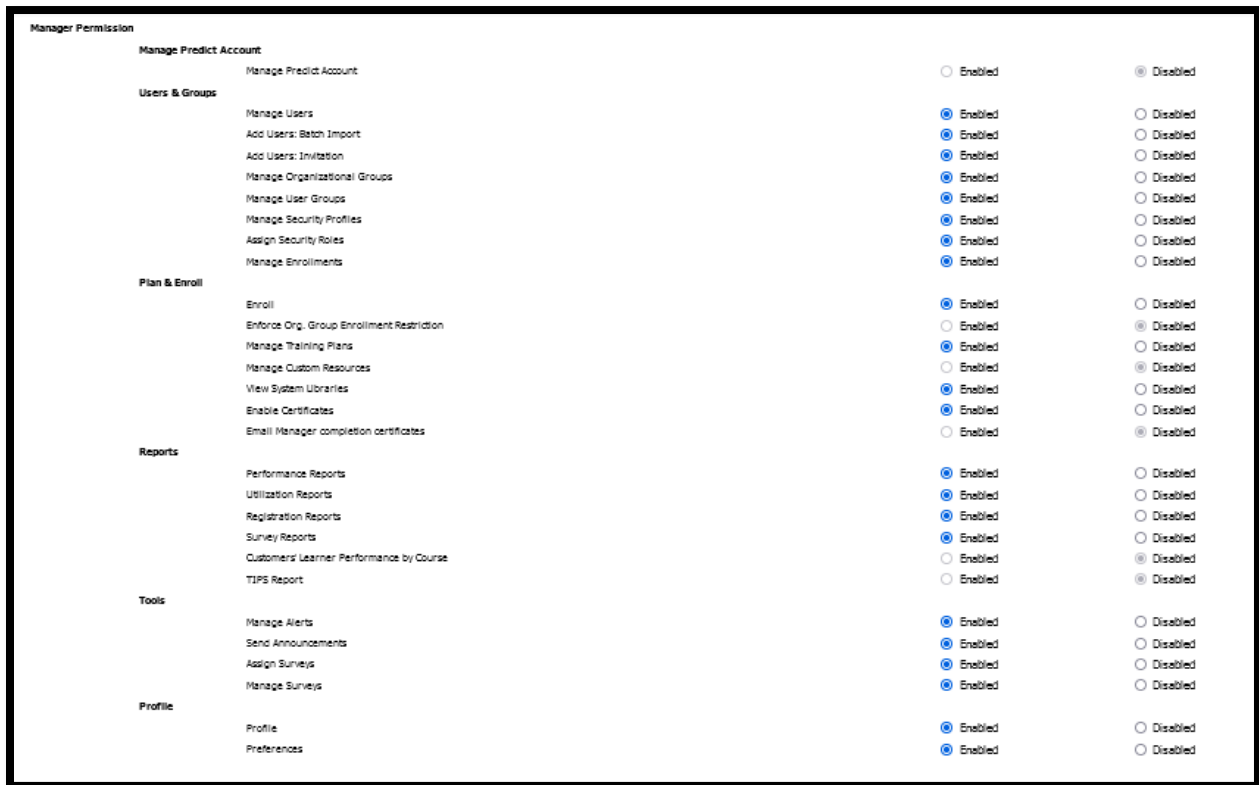 Manager Permission
Manage Predict Account
Manage Predict Account Enabled Disabled
Users & Groups
Manage Users Enabled Disabled
Add Users: Batch Import Enabled Disabled
Add Users: Invitation Enabled Disabled
Manage Organizational Groups Enabled Disabled
Manage User Groups Enabled Disabled
Manage Security Profiles Enabled Disabled
Assign Security Roles Enabled Disabled
Manage Enrollments Enabled Disabled
Plan & Enroll
Enroll Enabled Disabled
Enforce Org. Group Enrollment Restriction Enabled Disabled
Manage Training Plans Enabled Disabled
Manage Custom Resources Enabled Disabled
View System Libraries Enabled Disabled
Enable Certificates Enabled Disabled
Email Manager completion certificates Enabled Disabled
Reports
Performance Reports Enabled Disabled
Utilization Reports Enabled Disabled
Registration Reports Enabled Disabled
Survey Reports Enabled Disabled
Customers' Learner Performance by Course Enabled Disabled
TIPS Report Enabled Disabled
Tools
Manage Alerts Enabled Disabled
Send Announcements Enabled Disabled
Assign Surveys Enabled Disabled
Manage Surveys Enabled Disabled
Profile
Profile Enabled Disabled
Preferences Enabled Disabled